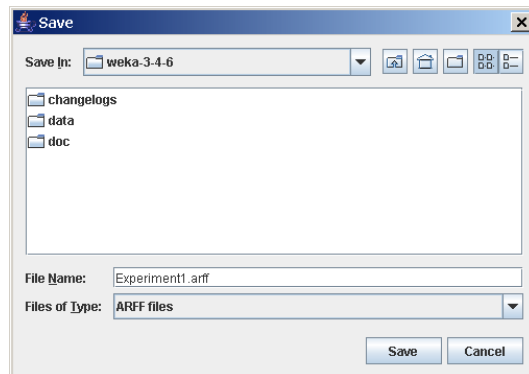 Save
Save In: weka-3-4-6
changelogs
data
doc
File Name: Experiment1.arff
Files of Type: ARFF files
Save Cancel